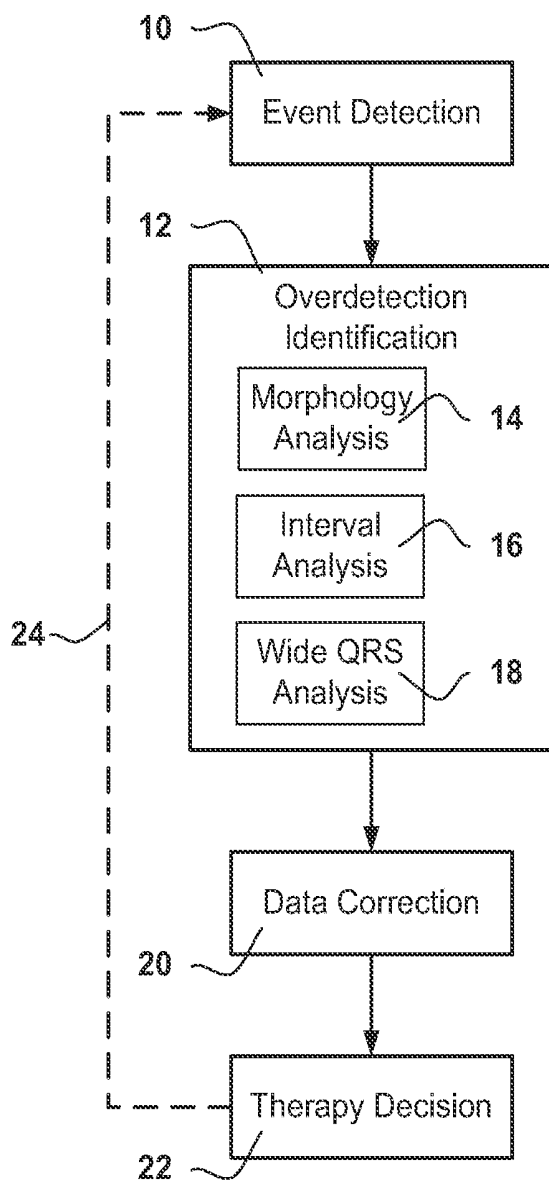 10
Event Detection
12
Overdetection
Identification
Morphology
Analysis
14
Interval
Analysis
16
Wide QRS
Analysis
18
24
Data Correction
20
Therapy Decision
22